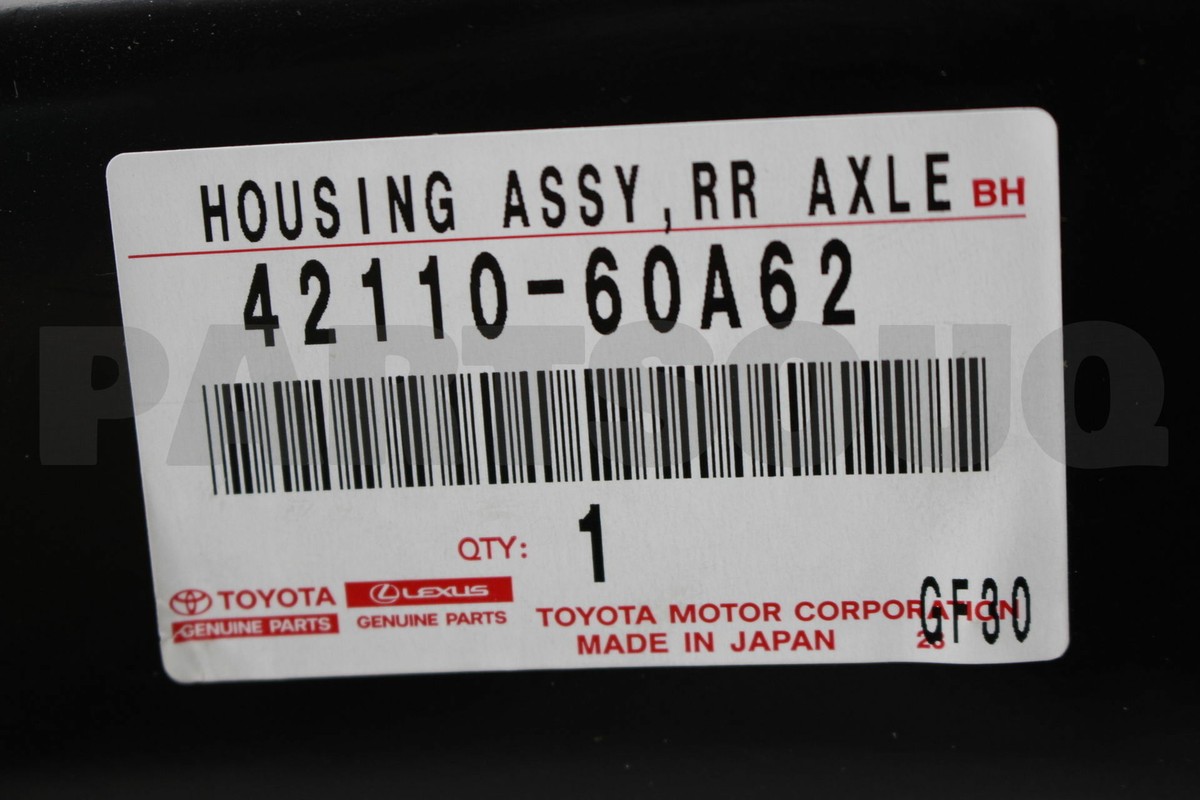 HOUSING ASSY,RR AXLE BH
42110-60A62
PARTSOUQ
QTY: 1
TOYOTA
GENUINE PARTS
LEXUS
GENUINE PARTS
TOYOTA MOTOR CORPORATION
MADE IN JAPAN 28
GF30